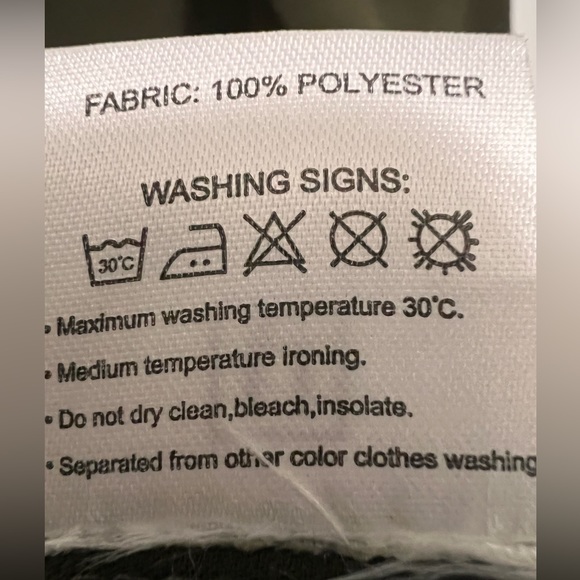 FABRIC: 100% POLYESTER
WASHING SIGNS:
30°C
• Maximum washing temperature 30°C.
• Medium temperature ironing.
• Do not dry clean,bleach,insolate.
• Separated from other color clothes washing